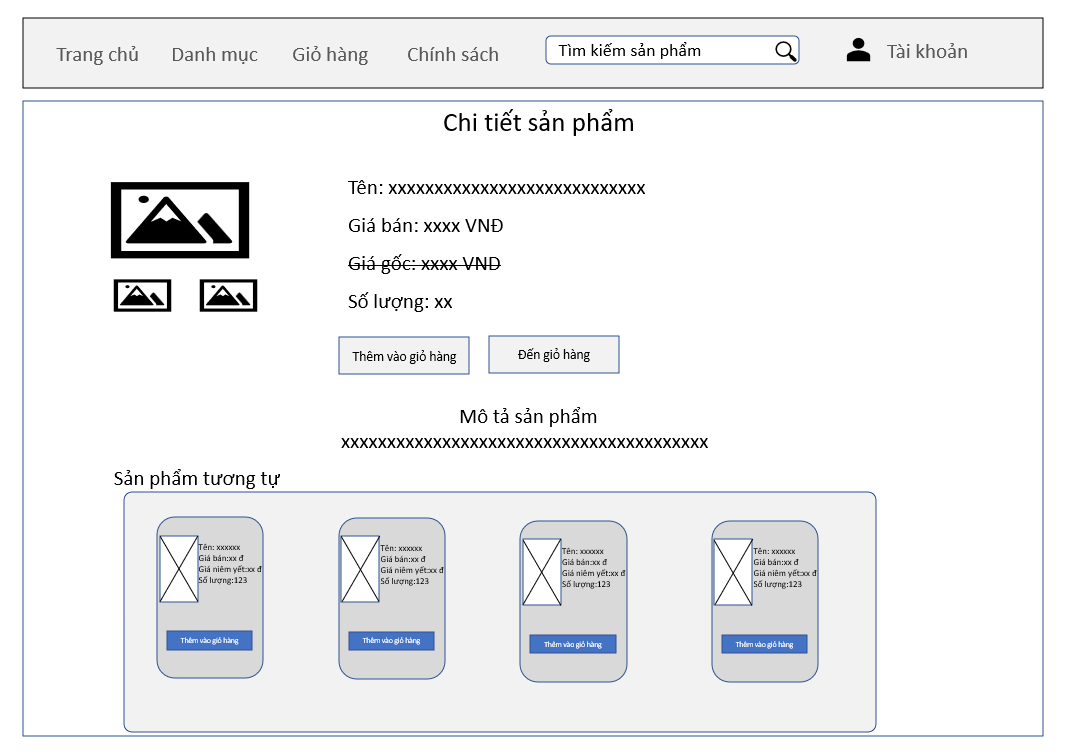 Trang chủ Danh mục Giỏ hàng Chính sách Tìm kiếm sản phẩm Tài khoản
Chi tiết sản phẩm
Tên: xxxxxxxxxxxxxxxxxxxxxxxxxxxx
Giá bán: xxxx VNĐ
Giá gốc: xxxx VND
Số lượng: xx
Thêm vào giỏ hàng Đến giỏ hàng
Mô tả sản phẩm
xxxxxxxxxxxxxxxxxxxxxxxxxxxxxxxxxxxxxxxx
Sản phẩm tương tự
Tên: xxxxxx
Giá bán:xx đ
Giá niêm yết:xx đ
Số lượng:123
Thêm vào giỏ hàng
Tên: xxxxxx
Giá bán:xx đ
Giá niêm yết:xx đ
Số lượng:123
Thêm vào giỏ hàng
Tên: xxxxxx
Giá bán:xx đ
Giá niêm yết:xx đ
Số lượng:123
Thêm vào giỏ hàng
Tên: xxxxxx
Giá bán:xx đ
Giá niêm yết:xx đ
Số lượng:123
Thêm vào giỏ hàng